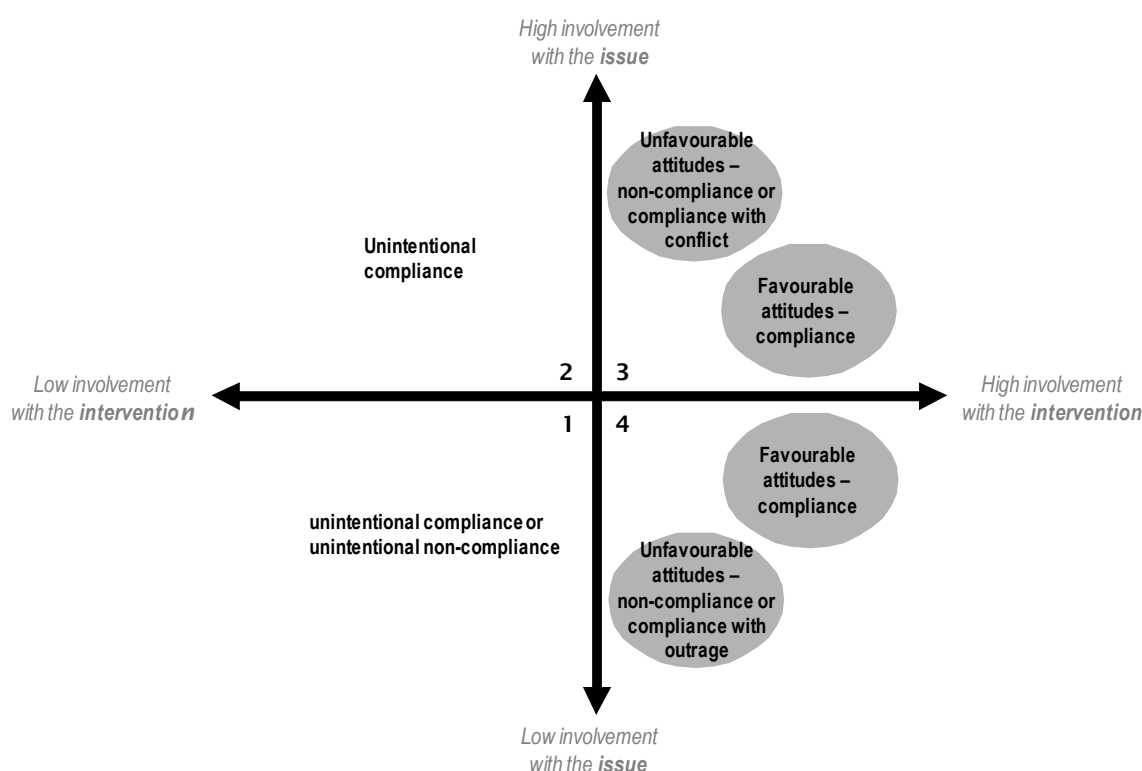 High involvement
with the issue
Unfavourable
attitudes –
non-compliance or
compliance with
conflict
Unintentional
compliance
Favourable
attitudes –
compliance
2 3
Low involvement
with the intervention
High involvement
with the intervention
1 4
Favourable
attitudes –
compliance
unintentional compliance or
unintentional non-compliance
Unfavourable
attitudes –
non-compliance or
compliance with
outrage
Low involvement
with the issue